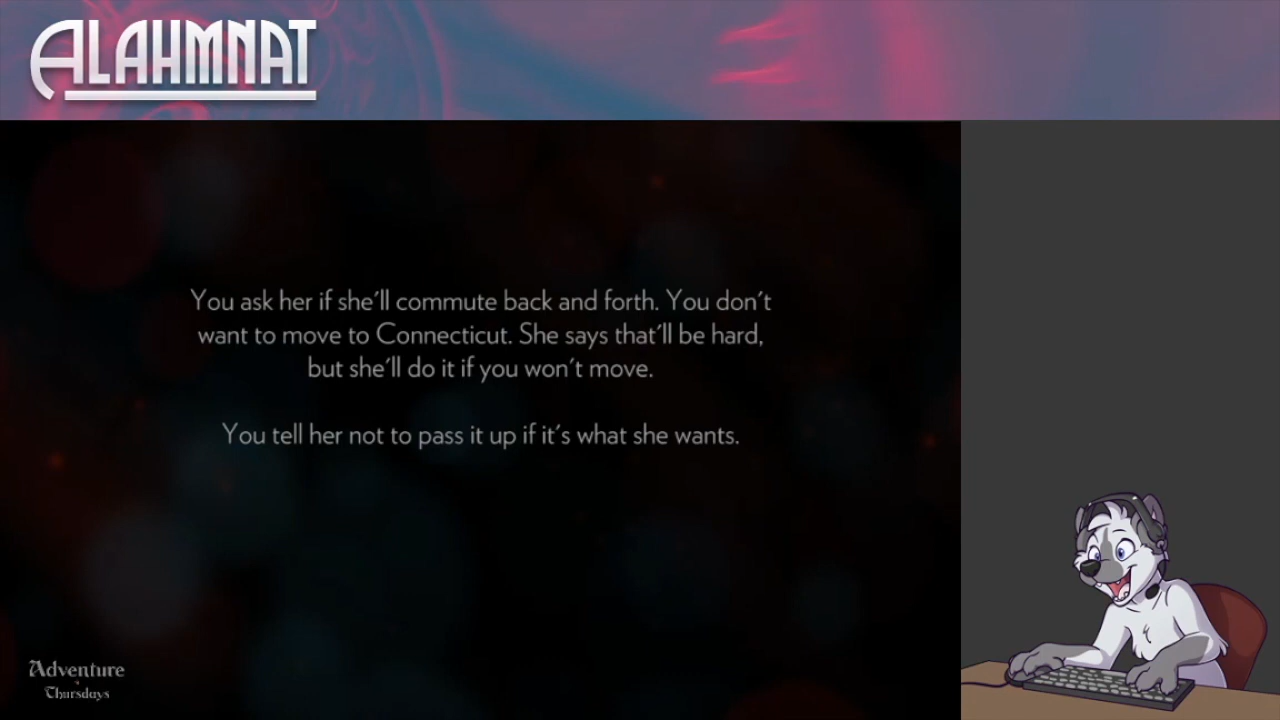 ALAHMNAT
You ask her if she'll commute back and forth. You don't
want to move to Connecticut. She says that'll be hard,
but she'll do it if you won't move.
You tell her not to pass it up if it's what she wants.
Adventure
Thursdays